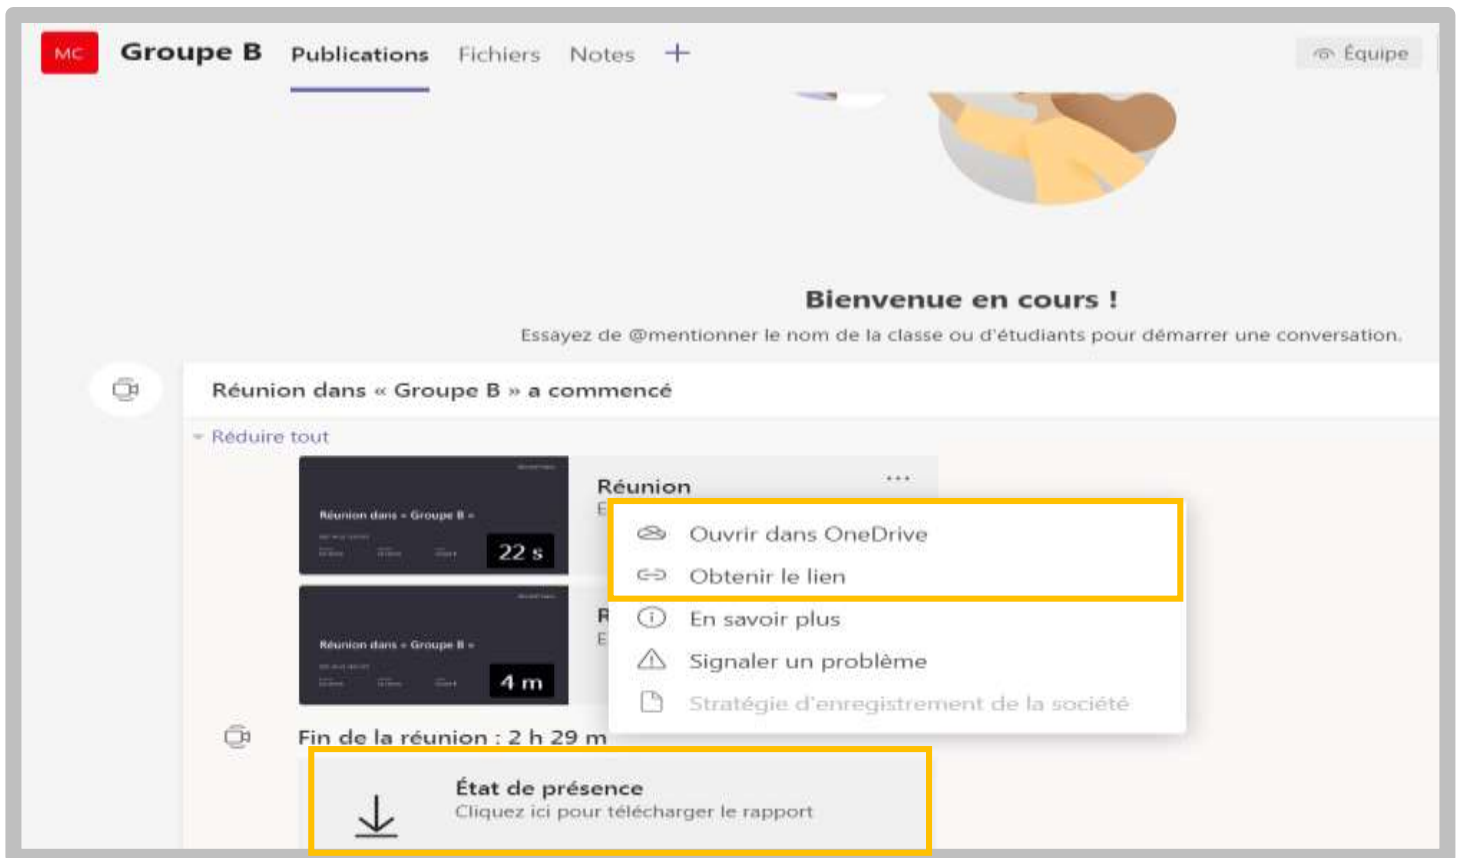 MC Groupe B Publications Fichiers Notes + Équipe
Bienvenue en cours !
Essayez de @mentionner le nom de la classe ou d'étudiants pour démarrer une conversation.
Réunion dans « Groupe B » a commencé
Réduire tout
Réunion dans « Groupe B »
22 s
Réunion
...
E
Ouvrir dans OneDrive
Obtenir le lien
En savoir plus
Signaler un problème
Stratégie d'enregistrement de la société
Réunion dans « Groupe B »
4 m
R
E
Fin de la réunion : 2 h 29 m
État de présence
Cliquez ici pour télécharger le rapport